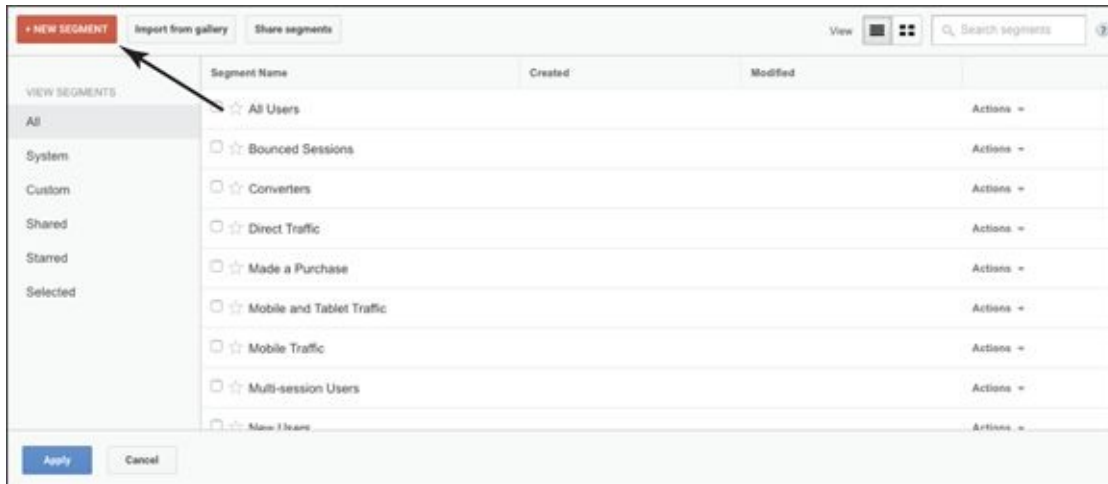 + NEW SEGMENT
Import from gallery
Share segments
View
Search segments
?
VIEW SEGMENTS
All
System
Custom
Shared
Starred
Selected
Segment Name
Created
Modified
All Users
Actions
Bounced Sessions
Actions
Converters
Actions
Direct Traffic
Actions
Made a Purchase
Actions
Mobile and Tablet Traffic
Actions
Mobile Traffic
Actions
Multi-session Users
Actions
New Users
Actions
Apply
Cancel